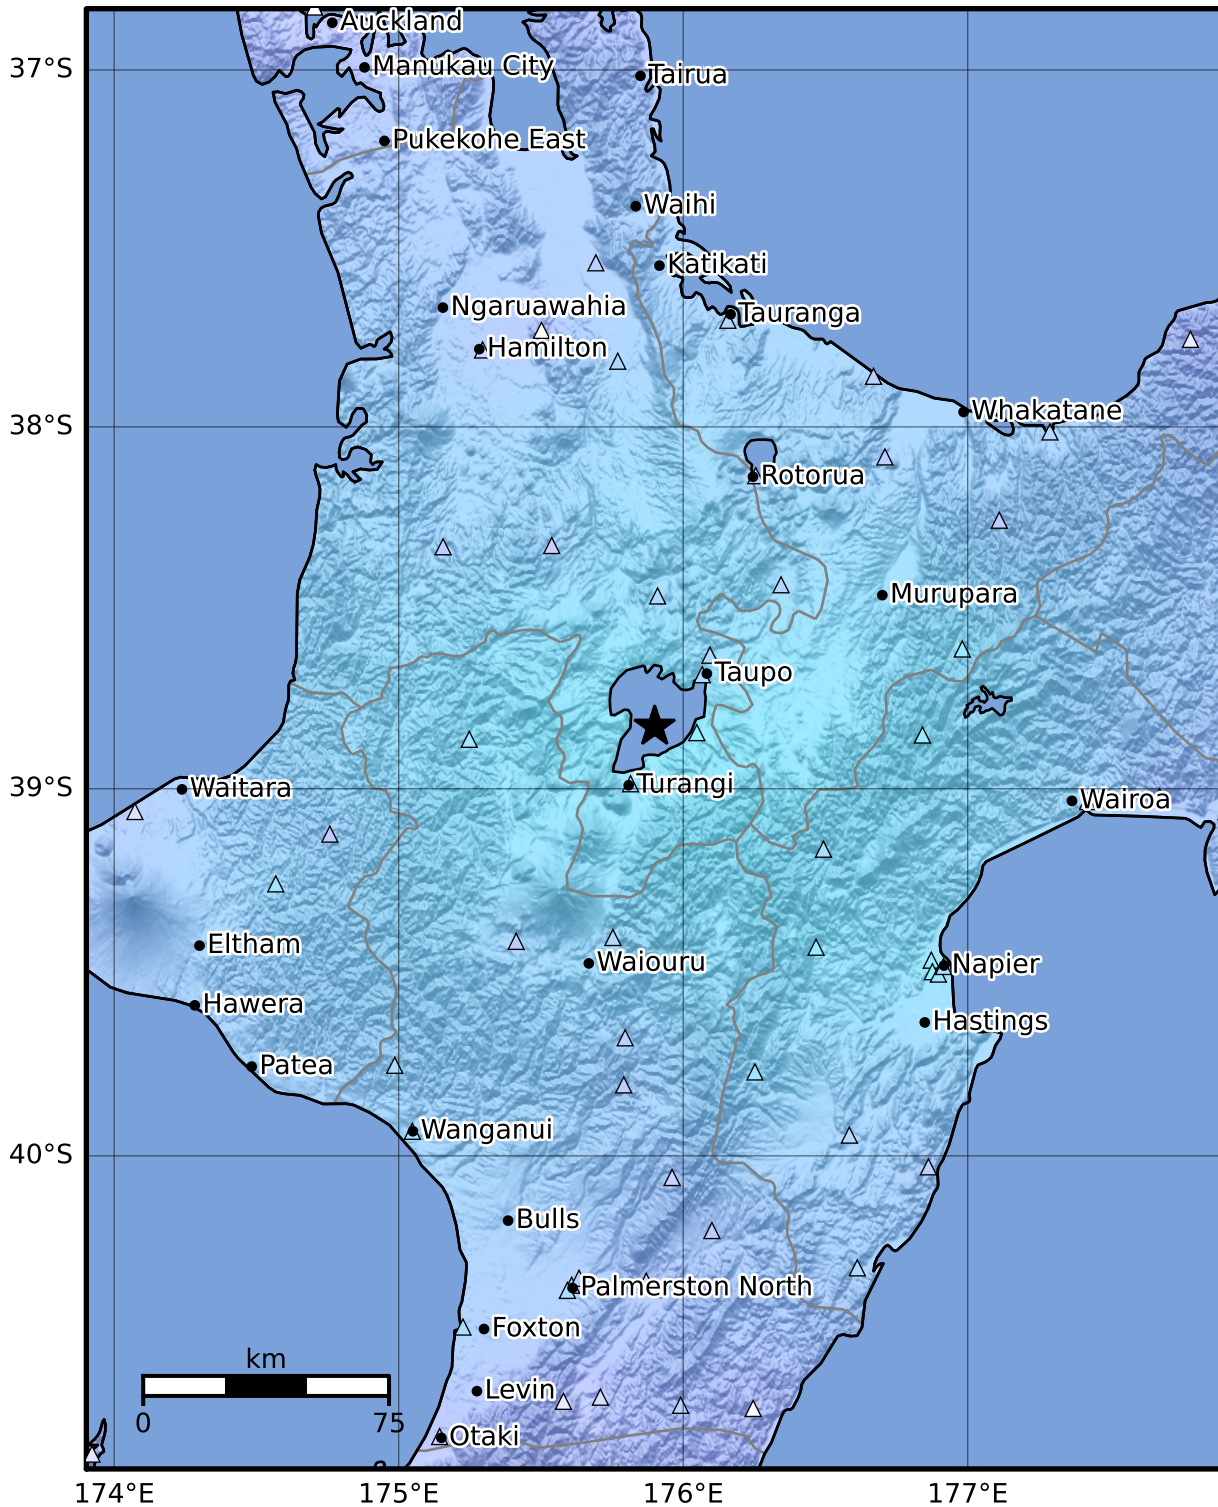 Auckland
Manukau City
37°S
Tairua
Pukekohe East
Waihi
Katikati
Ngaruawahia
Tauranga
Hamilton
Whakatane
38°S
Rotorua
Murupara
Taupo
Turangi
39°S
Waitara
Wairoa
Eltham
Waiouru
Napier
Hawera
Hastings
Patea
Wanganui
40°S
Bulls
Palmerston North
Foxton
km
Levin
0
75
Otaki
174°E
175°E
176°E
177°E